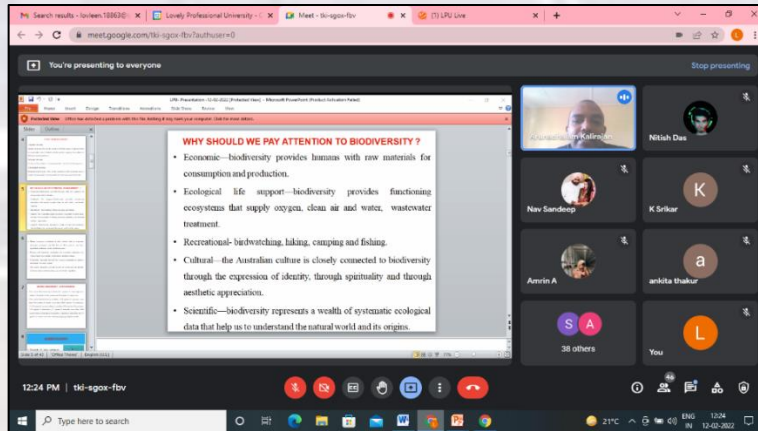 Search results - lovleen.18863@
Lovely Professional University - C
Meet - tki-sgox-fbv
(1) LPU Live
meet.google.com/tki-sgox-fbv?authuser=0
You're presenting to everyone
Stop presenting
WHY SHOULD WE PAY ATTENTION TO BIODIVERSITY ?
• Economic—biodiversity provides humans with raw materials for
consumption and production.
• Ecological life support—biodiversity provides functioning
ecosystems that supply oxygen, clean air and water, wastewater
treatment.
• Recreational- birdwatching, hiking, camping and fishing.
• Cultural—the Australian culture is closely connected to biodiversity
through the expression of identity, through spirituality and through
aesthetic appreciation.
• Scientific—biodiversity represents a wealth of systematic ecological
data that help us to understand the natural world and its origins.
Kalirajan
Nitish Das
Nav Sandeep
K
K Srikar
Amrin A
a
ankita thakur
S A
38 others
L
You
12:24 PM | tki-sgox-fbv
46
Type here to search
21°C
ENG
IN
12:24
12-02-2022